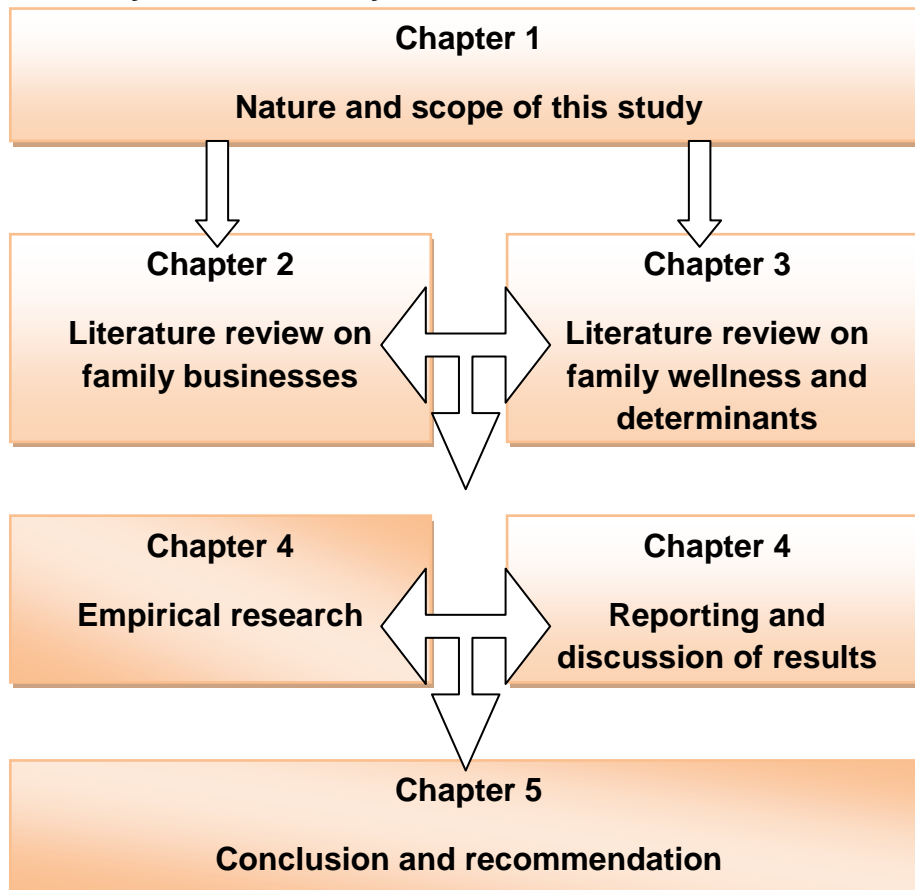 Chapter 1
Nature and scope of this study
Chapter 2
Literature review on
family businesses
Chapter 3
Literature review on
family wellness and
determinants
Chapter 4
Empirical research
Chapter 4
Reporting and
discussion of results
Chapter 5
Conclusion and recommendation